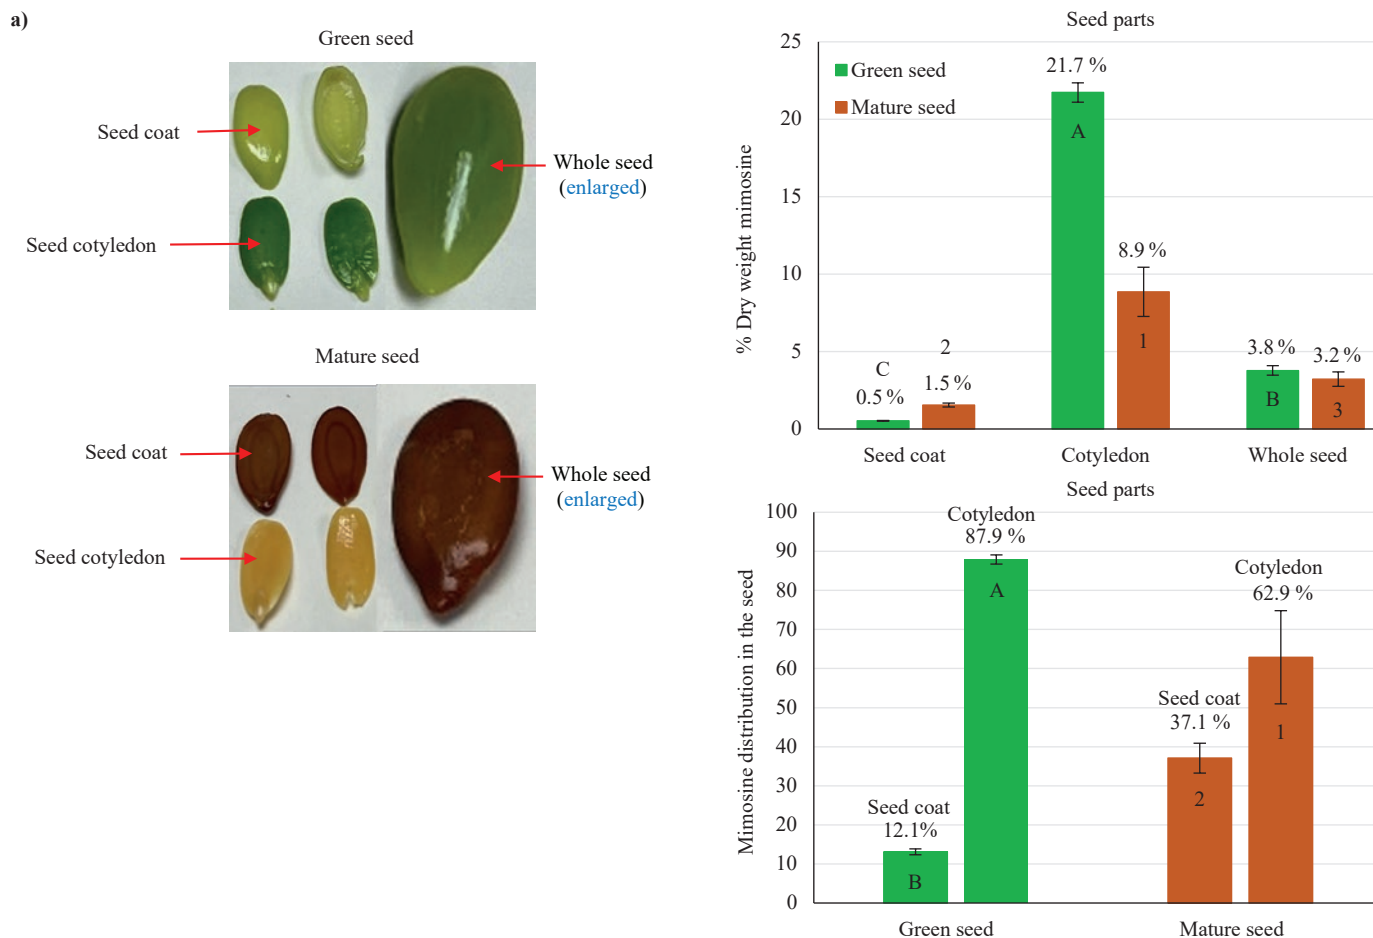 a)
Green seed
Seed coat
Seed cotyledon
Whole seed
(enlarged)
Mature seed
Seed coat
Seed cotyledon
Whole seed
(enlarged)
Seed parts
% Dry weight mimosine
25
20
15
10
5
0
Green seed
Mature seed
C
0.5 %
2
1.5 %
21.7 %
A
8.9 %
1
3.8 %
B
3.2 %
3
Seed coat
Cotyledon
Whole seed
Seed parts
Mimosine distribution in the seed
100
90
80
70
60
50
40
30
20
10
0
Seed coat
12.1%
B
Cotyledon
87.9 %
A
Seed coat
37.1 %
2
Cotyledon
62.9 %
1
Green seed
Mature seed